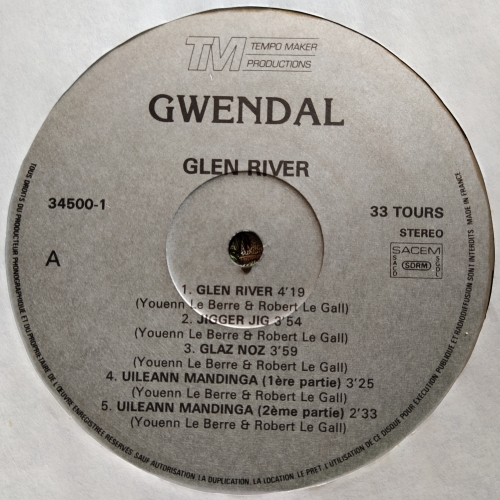 TM TEMPO MAKER
PRODUCTIONS
GWENDAL
GLEN RIVER
34500-1
33 TOURS
STEREO
A
SACEM
SACD
SDRM
SGDL
1. GLEN RIVER 4'19
(Youenn Le Berre & Robert Le Gall)
2. JIGGER JIG 3'54
(Youenn Le Berre & Robert Le Gall)
3. GLAZ NOZ 3'59
(Youenn Le Berre & Robert Le Gall)
4. UILEANN MANDINGA (1ère partie) 3'25
(Youenn Le Berre & Robert Le Gall)
5. UILEANN MANDINGA (2ème partie) 2'33
(Youenn Le Berre & Robert Le Gall)
TOUS DROITS DU PRODUCTEUR PHONOGRAPHIQUE ET DU PROPRIETAIRE DE L'ŒUVRE ENREGISTREE RESERVES. SAUF AUTORISATION LA DUPLICATION, LA LOCATION, LE PRET, L'UTILISATION DE CE DISQUE POUR EXECUTION PUBLIQUE ET RADIODIFFUSION SONT INTERDITS. MADE IN FRANCE